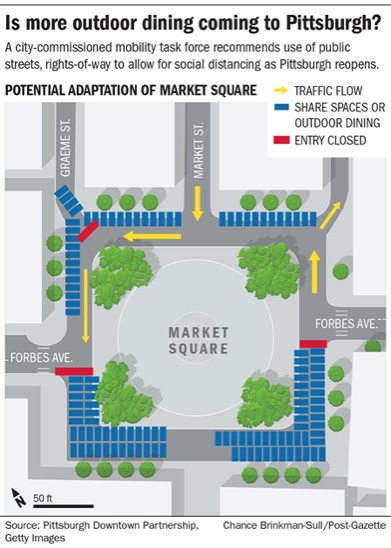 Is more outdoor dining coming to Pittsburgh?
A city-commissioned mobility task force recommends use of public
streets, rights-of-way to allow for social distancing as Pittsburgh reopens.
POTENTIAL ADAPTATION OF MARKET SQUARE
TRAFFIC FLOW
SHARE SPACES OR
OUTDOOR DINING
ENTRY CLOSED
GRAEME ST.
MARKET ST.
MARKET
SQUARE
FORBES AVE.
FORBES AVE.
N
50 ft
Source: Pittsburgh Downtown Partnership,
Getty Images
Chance Brinkman-Sull/Post-Gazette